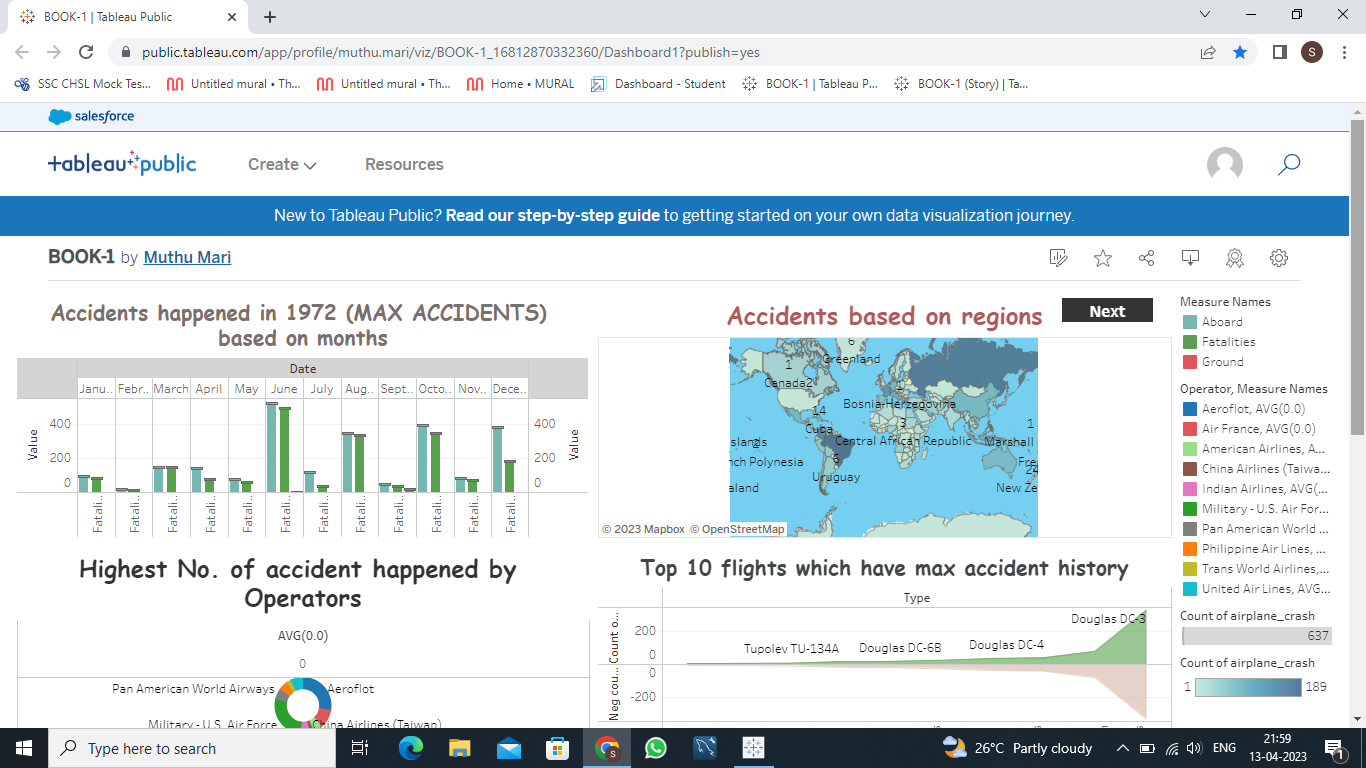 BOOK-1 | Tableau Public
public.tableau.com/app/profile/muthu.mari/viz/BOOK-1_16812870332360/Dashboard1?publish=yes
S
SSC CHSL Mock Tes...
Untitled mural • Th...
Untitled mural • Th...
Home • MURAL
Dashboard - Student
BOOK-1 | Tableau P...
BOOK-1 (Story) | Ta...
salesforce
+ableau public
Create
Resources
New to Tableau Public? Read our step-by-step guide to getting started on your own data visualization journey.
BOOK-1 by Muthu Mari
Accidents happened in 1972 (MAX ACCIDENTS)
based on months
Date
Janu.. Febr.. March April May June July Aug.. Sept.. Octo.. Nov.. Dece..
Value
400
200
0
400
200
0
Value
Fatali.. Fatali.. Fatali.. Fatali.. Fatali.. Fatali.. Fatali.. Fatali.. Fatali.. Fatali.. Fatali.. Fatali..
Accidents based on regions
Next
6
Greenland
1
Canada2
1
Bosnia-Herzegovina
14
Cuba
3
Central African Republic
1
Marshall
slands
nch Polynesia
6
Uruguay
Fre
24
aland
New Ze
© 2023 Mapbox © OpenStreetMap
Measure Names
Aboard
Fatalities
Ground
Operator, Measure Names
Aeroflot, AVG(0.0)
Air France, AVG(0.0)
American Airlines, A...
China Airlines (Taiwa...
Indian Airlines, AVG(...
Military - U.S. Air For...
Pan American World ...
Philippine Air Lines, ...
Trans World Airlines,...
United Air Lines, AVG...
Count of airplane_crash
637
Count of airplane_crash
1 189
Highest No. of accident happened by
Operators
AVG(0.0)
0
Pan American World Airways
Aeroflot
Military - U.S. Air Force
China Airlines (Taiwan)
Top 10 flights which have max accident history
Type
Count o...
200
0
Neg cou...
0
-200
Tupolev TU-134A
Douglas DC-6B
Douglas DC-4
Douglas DC-3
Type here to search
S
26°C Partly cloudy
ENG
21:59
13-04-2023
1